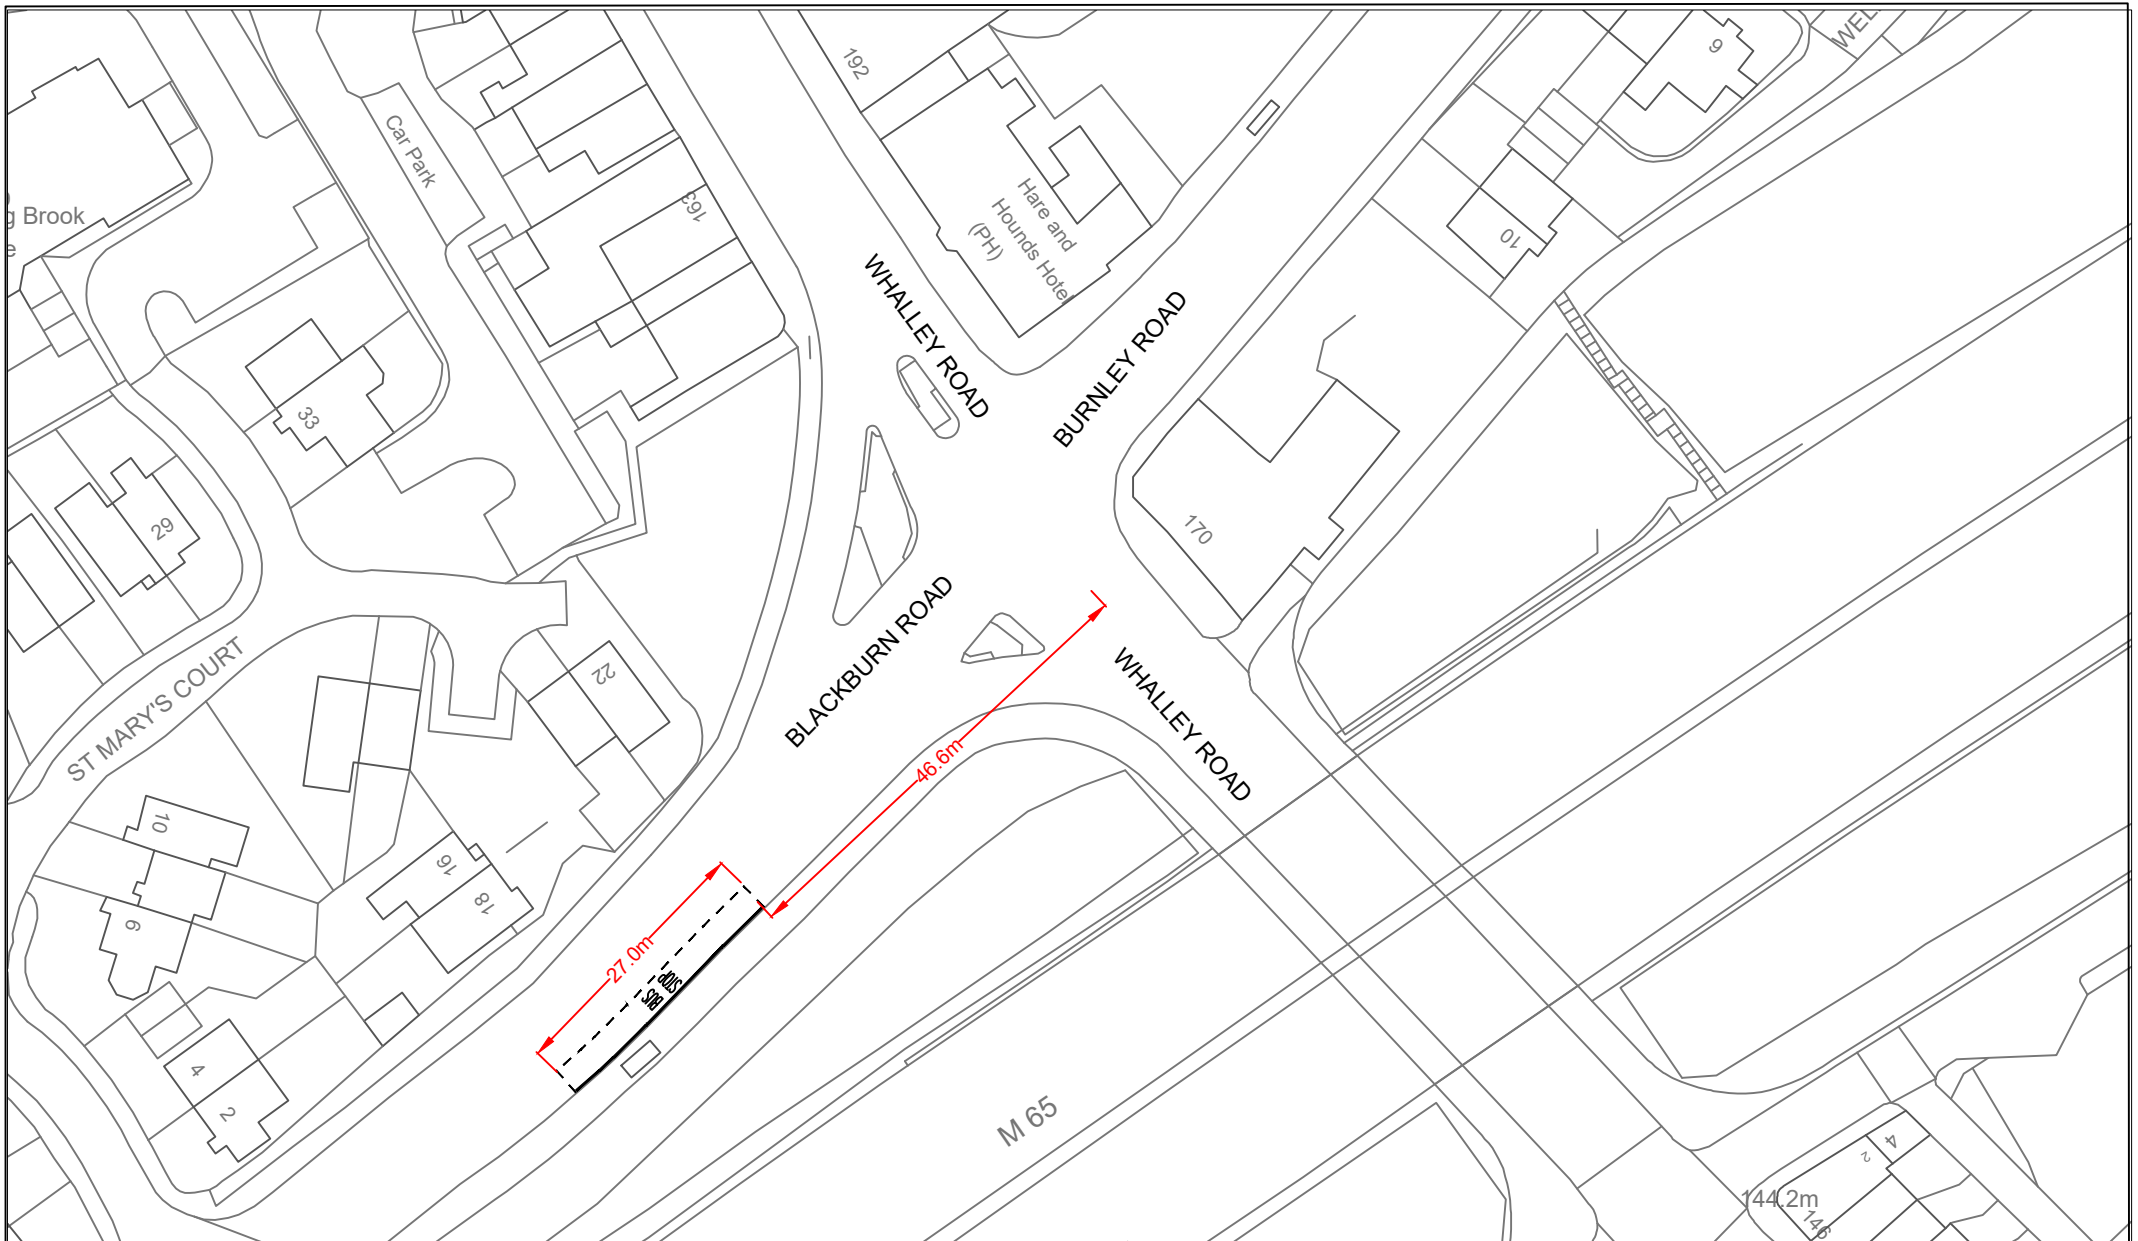 192
9
WEL
Car Park
163
g Brook
e
Hare and
Hounds Hotel
(PH)
10
WHALLEY ROAD
BURNLEY ROAD
33
29
170
BLACKBURN ROAD
ST MARY'S COURT
22
WHALLEY ROAD
46.6m
10
16
18
6
27.0m
BUS
STOP
4
2
M 65
4
2
144.2m
146